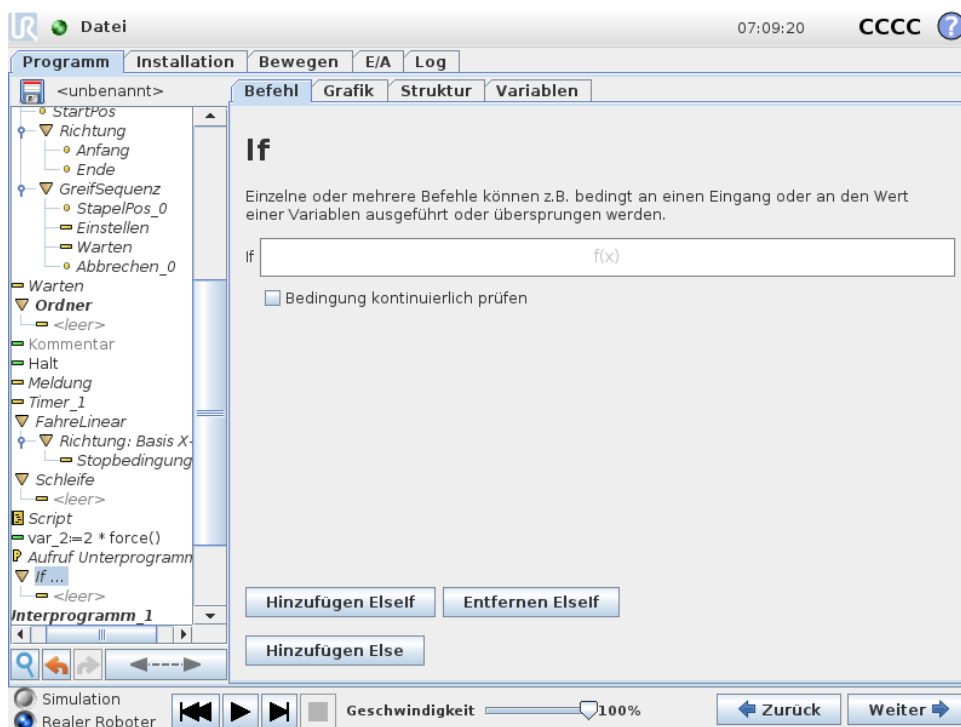 UR Datei 07:09:20 CCCC ?
Programm Installation Bewegen E/A Log
<unbenannt> Befehl Grafik Struktur Variablen
StartPos
Richtung
Anfang
Ende
GreifSequenz
StapelPos_0
Einstellen
Warten
Abbrechen_0
Warten
Ordner
<leer>
Kommentar
Halt
Meldung
Timer_1
FahreLinear
Richtung: Basis X-
Stopbedingung
Schleife
<leer>
Script
var_2:=2 * force()
Aufruf Unterprogramm
If ...
<leer>
Interprogramm_1
If
Einzelne oder mehrere Befehle können z.B. bedingt an einen Eingang oder an den Wert
einer Variablen ausgeführt oder übersprungen werden.
If f(x)
Bedingung kontinuierlich prüfen
Hinzufügen ElseIf Entfernen ElseIf
Hinzufügen Else
Simulation
Realer Roboter
Geschwindigkeit 100% Zurück Weiter